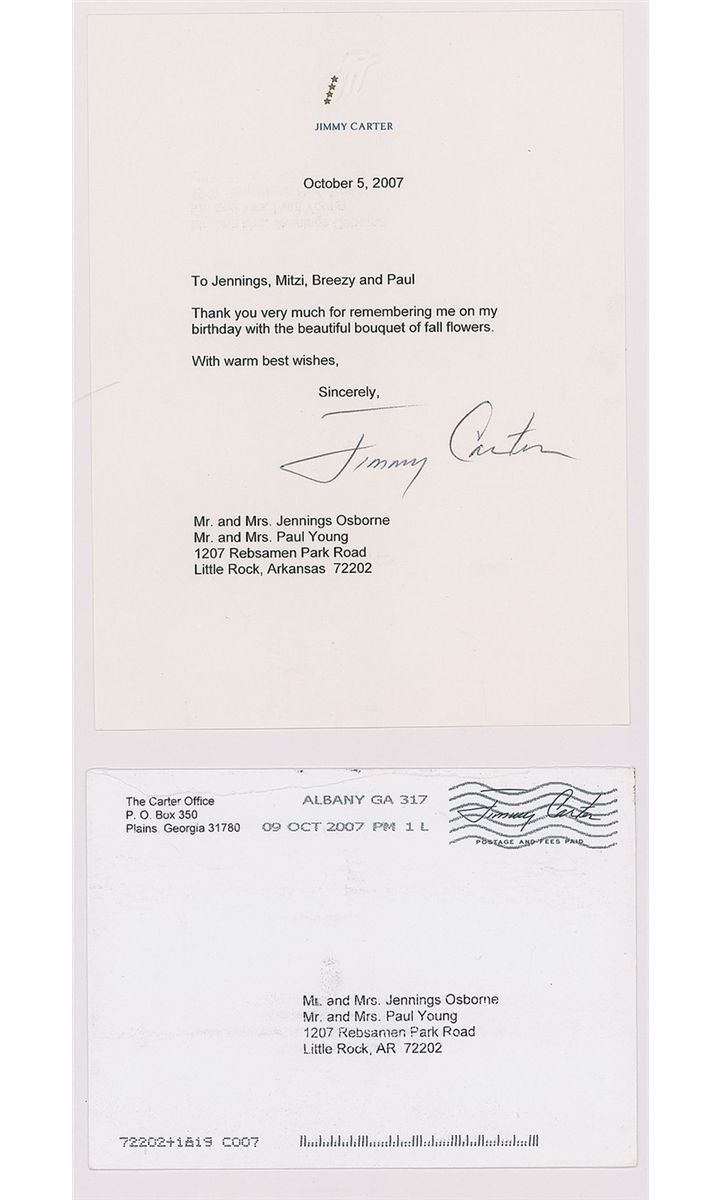 JIMMY CARTER
October 5, 2007
To Jennings, Mitzi, Breezy and Paul
Thank you very much for remembering me on my
birthday with the beautiful bouquet of fall flowers.
With warm best wishes,
Sincerely,
Jimmy Carter
Mr. and Mrs. Jennings Osborne
Mr. and Mrs. Paul Young
1207 Rebsamen Park Road
Little Rock, Arkansas 72202
The Carter Office
P. O. Box 350
Plains Georgia 31780
ALBANY GA 317
09 OCT 2007 PM 1 L
Jimmy Carter
POSTAGE AND FEES PAID
Mr. and Mrs. Jennings Osborne
Mr. and Mrs. Paul Young
1207 Rebsamen Park Road
Little Rock, AR 72202
72202+1819 C007